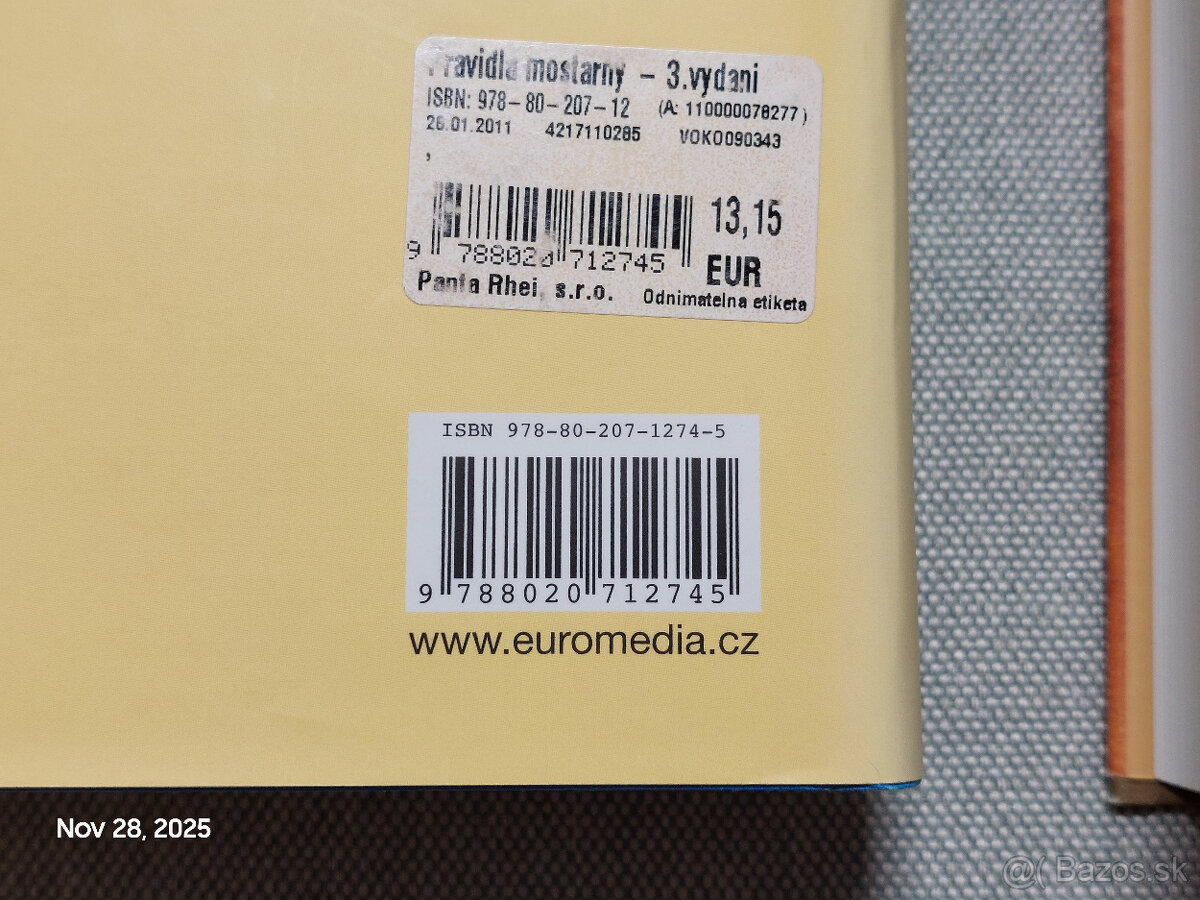 Pravidla mostarny – 3.vydani
ISBN: 978-80-207-12 (A: 110000078277)
26.01.2011 4217110285 VOKO090343
,
13,15
9 788020 712745
EUR
Panta Rhei, s.r.o. Odnimatelna etiketa
ISBN 978-80-207-1274-5
9 788020 712745
www.euromedia.cz
Nov 28, 2025
@( Bazos.sk